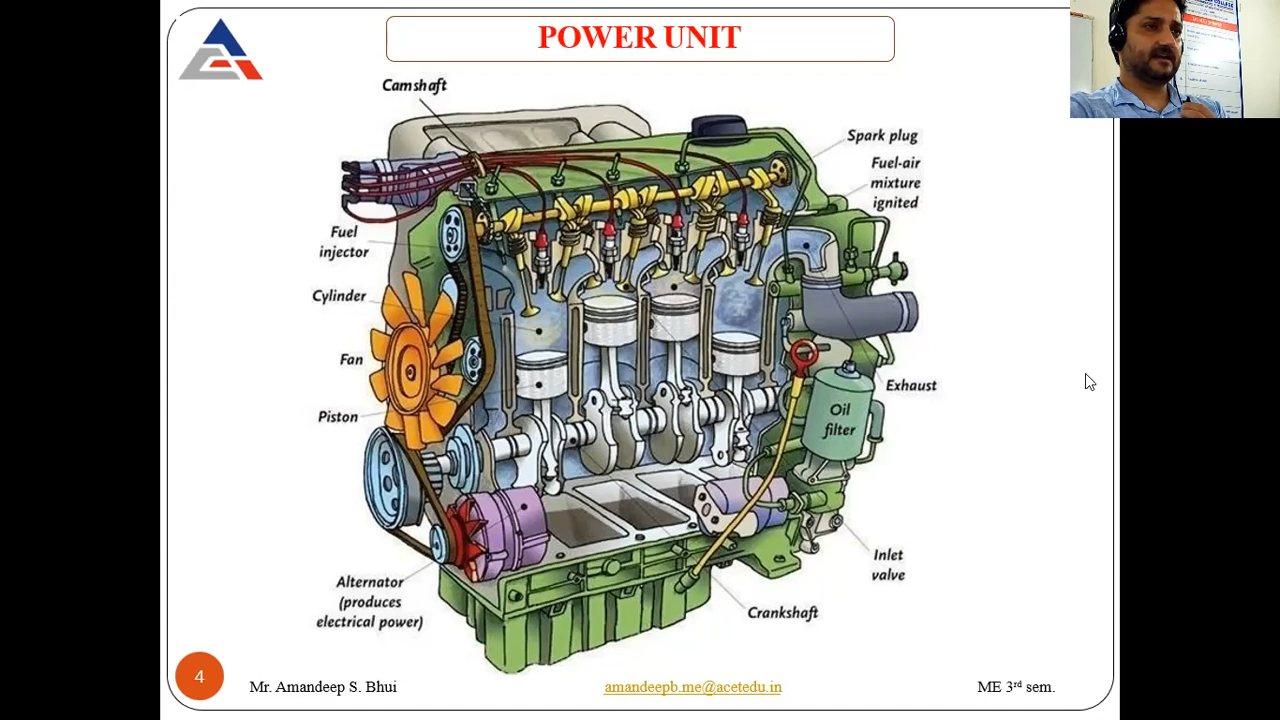 POWER UNIT
Camshaft
Spark plug
Fuel-air
mixture
ignited
Fuel
injector
Cylinder
Fan
Exhaust
Piston
Oil
filter
Inlet
valve
Alternator
(produces
electrical power)
Crankshaft
4
Mr. Amandeep S. Bhui
amandeepb.me@acetedu.in
ME 3rd sem.